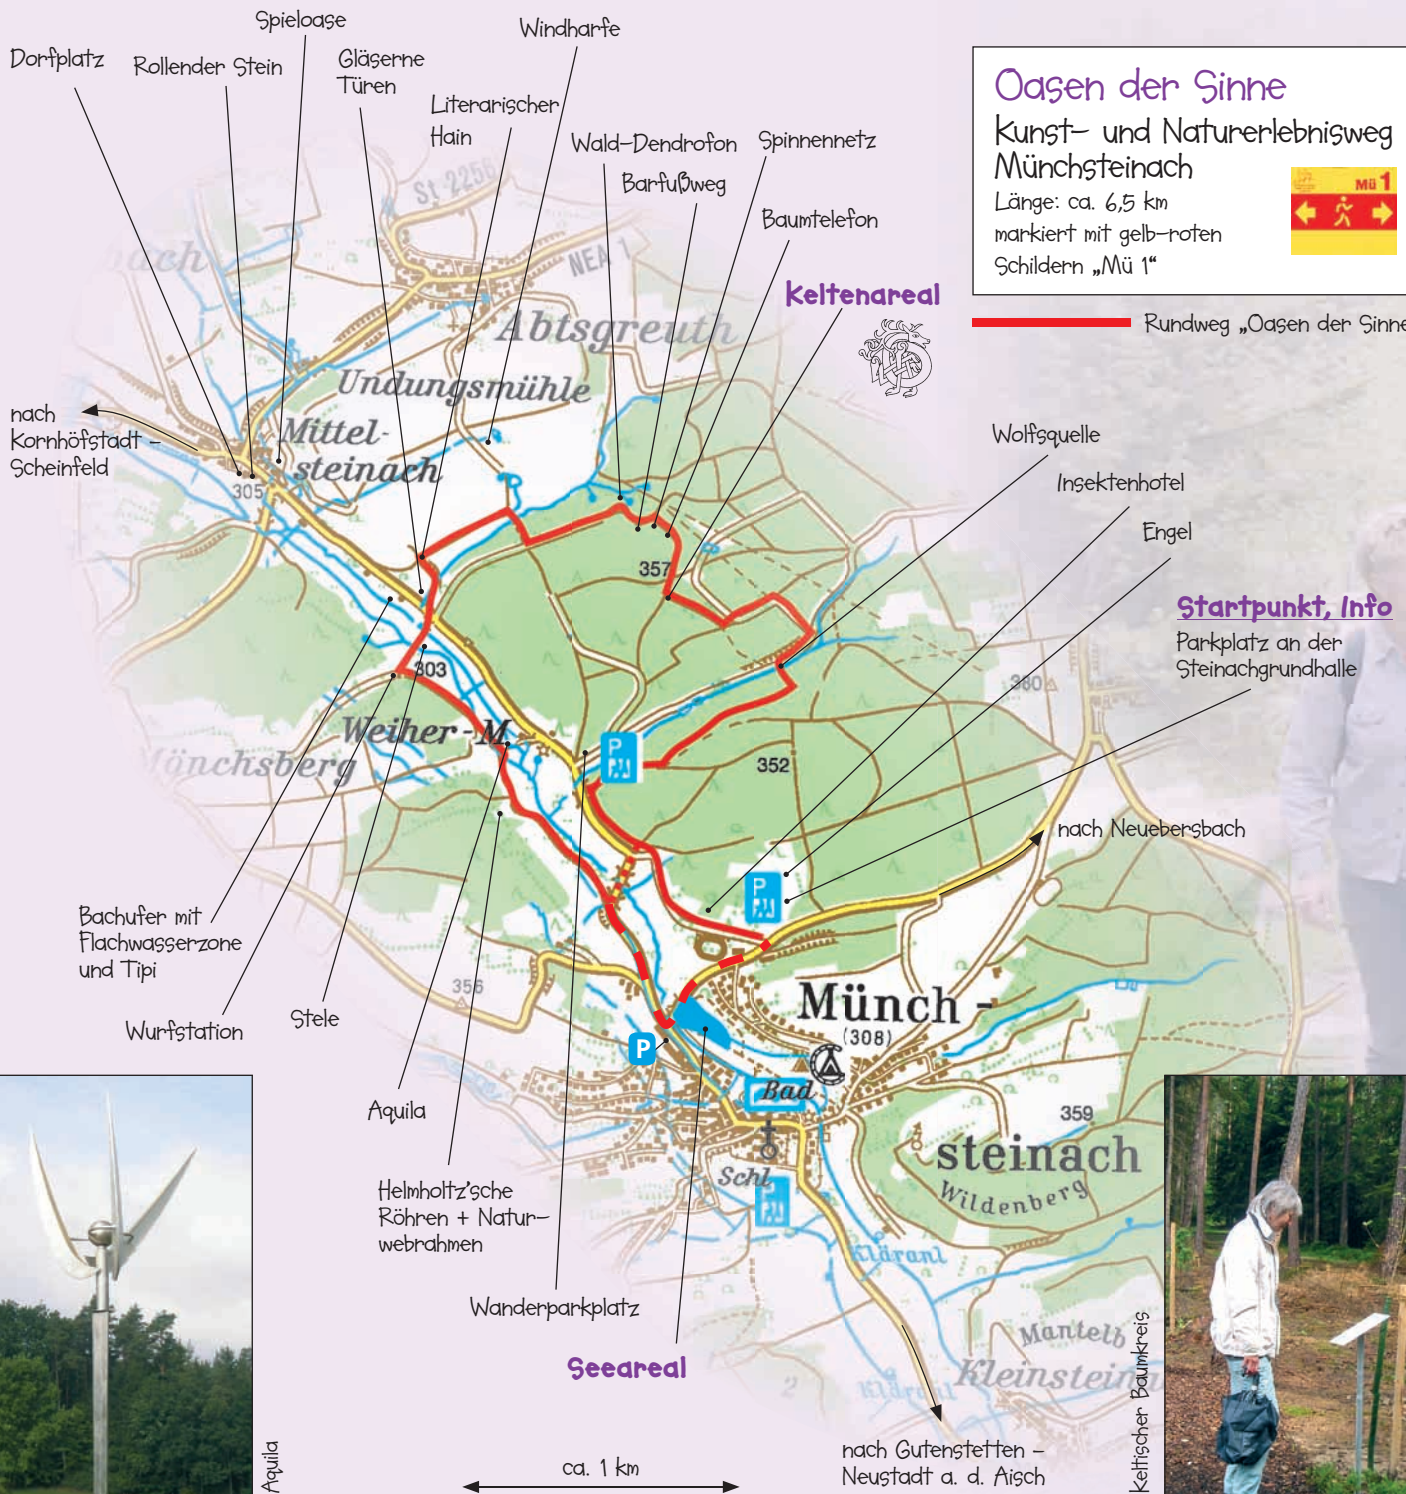 Spieloase
Windharfe
Dorfplatz
Rollender Stein
Gläserne
Türen
Literarischer
Hain
Wald-Dendrofon
Spinnennetz
Barfußweg
Baumtelefon
Keltenareal
Oasen der Sinne
Kunst- und Naturerlebnisweg
Münchsteinach
Länge: ca. 6,5 km
markiert mit gelb-roten
Schildern „Mü 1“
Mü 1
Rundweg „Oasen der Sinne
St 2256
NEA 1
bach
Abtsgreuth
Undungsmühle
nach
Kornhöfstadt -
Scheinfeld
Mittel-
steinach
305
Wolfsquelle
Insektenhotel
Engel
Startpunkt, Info
Parkplatz an der
Steinachgrundhalle
357
303
380
Weiher-M
Mönchsberg
P
352
nach Neuebersbach
P
Bachufer mit
Flachwasserzone
und Tipi
356
Wurfstation
Stele
Münch-
(308)
P
Bad
Aquila
359
steinach
Wildenberg
Schl
Helmholtz'sche
Röhren + Natur-
webrahmen
Kläranl
Wanderparkplatz
Mantelb
Kleinsteina
Seeareal
2
Kläranl
nach Gutenstetten -
Neustadt a. d. Aisch
ca. 1 km
Aquila
Keltischer Baumkreis